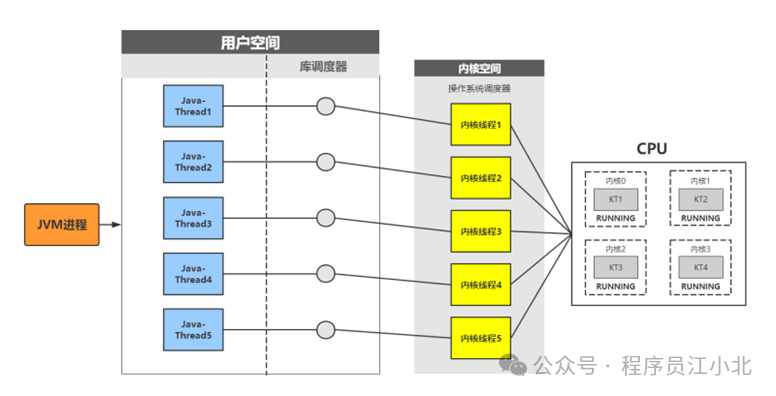 用户空间
库调度器
内核空间
操作系统调度器
Java-
Thread1
Java-
Thread2
Java-
Thread3
Java-
Thread4
Java-
Thread5
JVM进程
内核线程1
内核线程2
内核线程3
内核线程4
内核线程5
CPU
内核0
KT1
RUNNING
内核1
KT2
RUNNING
内核2
KT3
RUNNING
内核3
KT4
RUNNING
公众号 · 程序员江小北